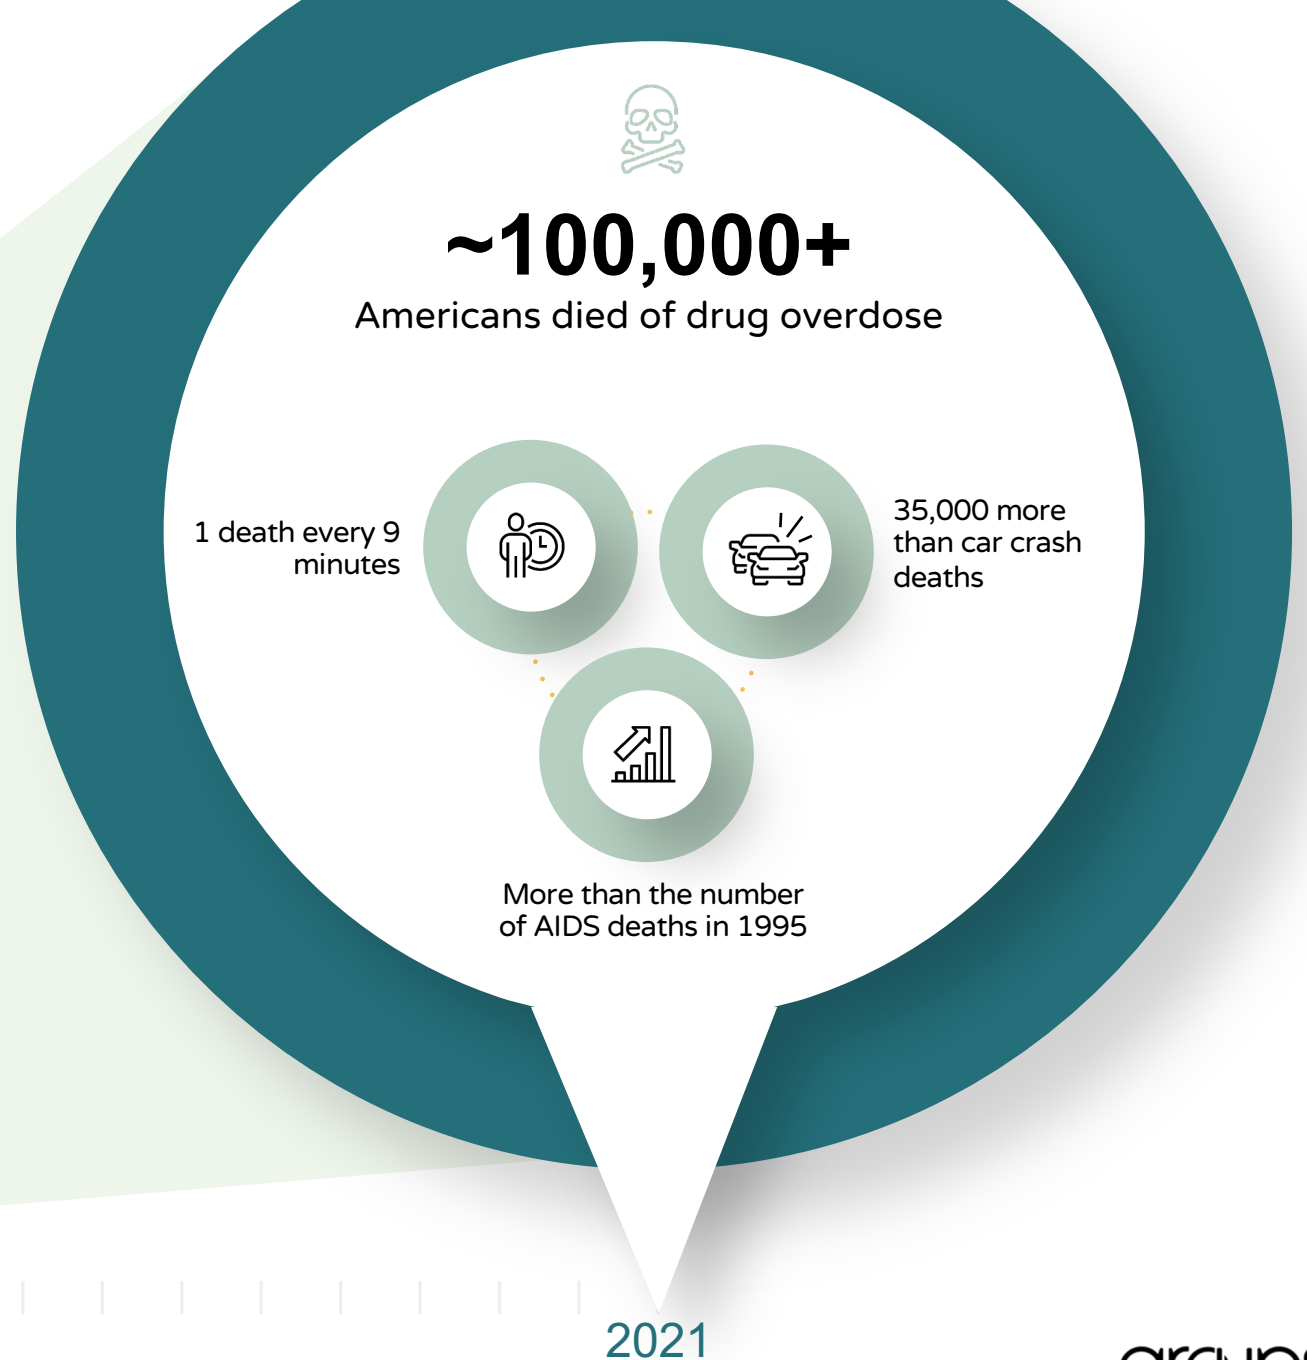 ~100,000+
Americans died of drug overdose
1 death every 9
minutes
35,000 more
than car crash
deaths
More than the number
of AIDS deaths in 1995
2021